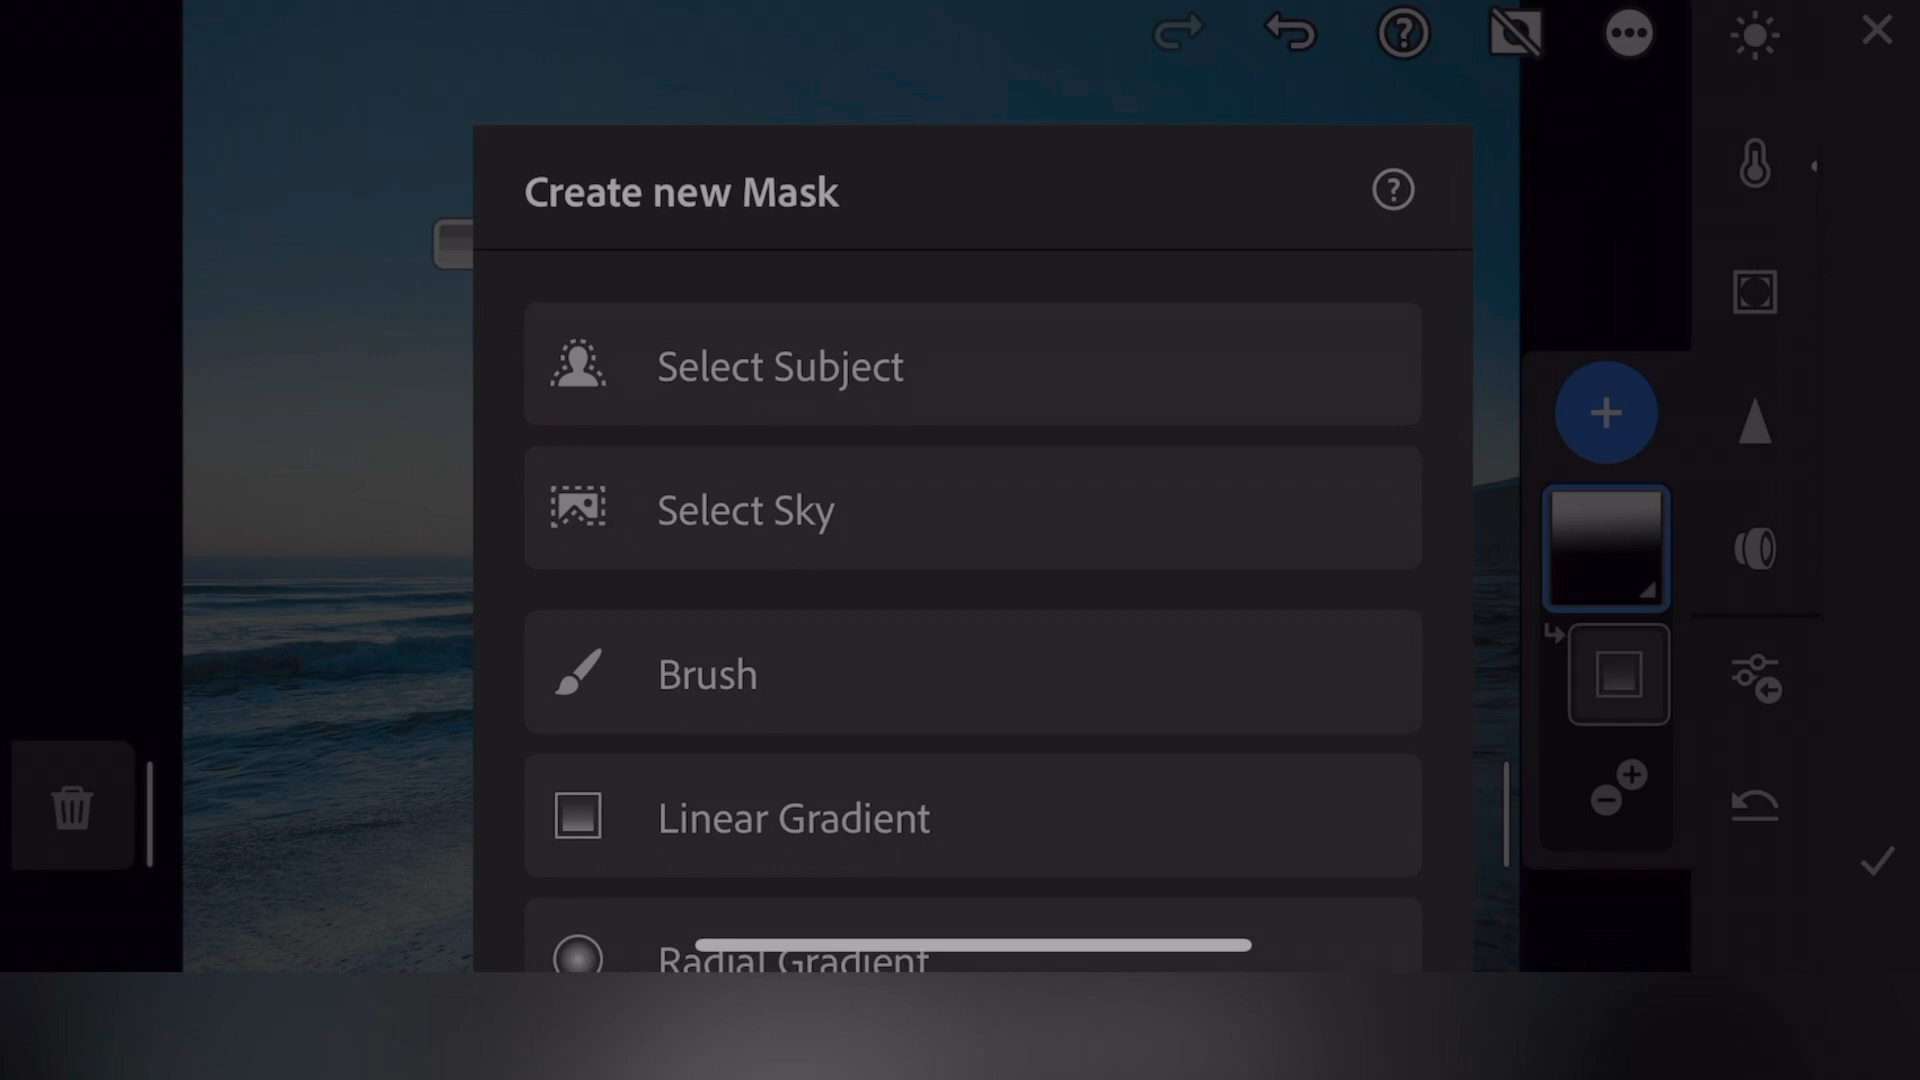 Create new Mask
Select Subject
Select Sky
Brush
Linear Gradient
Radial Gradient